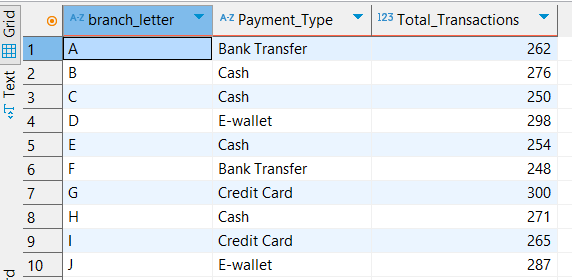 Grid
Text
A-Z branch_letter A-Z Payment_Type 123 Total_Transactions
1 A Bank Transfer 262
2 B Cash 276
3 C Cash 250
4 D E-wallet 298
5 E Cash 254
6 F Bank Transfer 248
7 G Credit Card 300
8 H Cash 271
9 I Credit Card 265
10 J E-wallet 287